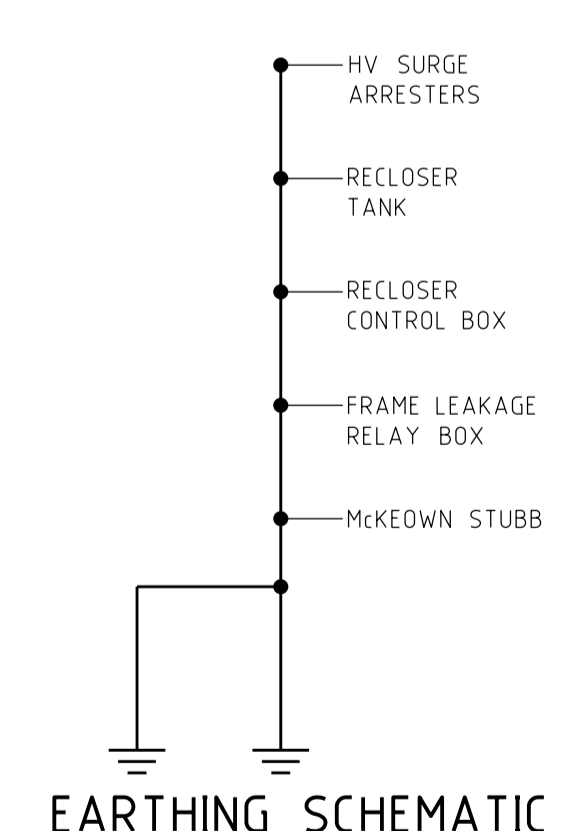 HV SURGE
ARRESTERS
RECLOSER
TANK
RECLOSER
CONTROL BOX
FRAME LEAKAGE
RELAY BOX
McKEOWN STUBB
EARTHING SCHEMATIC